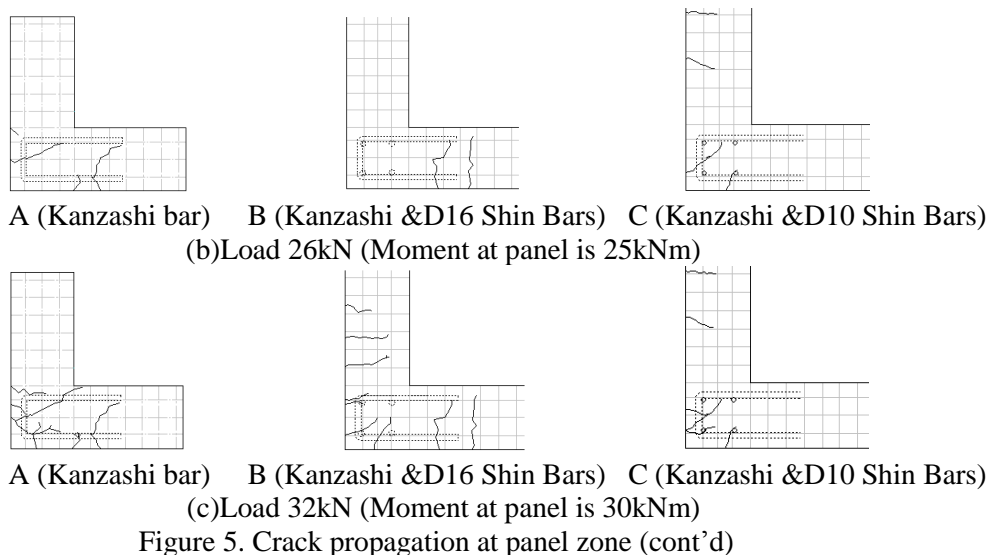 A (Kanzashi bar) B (Kanzashi &D16 Shin Bars) C (Kanzashi &D10 Shin Bars)
(b)Load 26kN (Moment at panel is 25kNm)
A (Kanzashi bar) B (Kanzashi &D16 Shin Bars) C (Kanzashi &D10 Shin Bars)
(c)Load 32kN (Moment at panel is 30kNm)
Figure 5. Crack propagation at panel zone (cont'd)